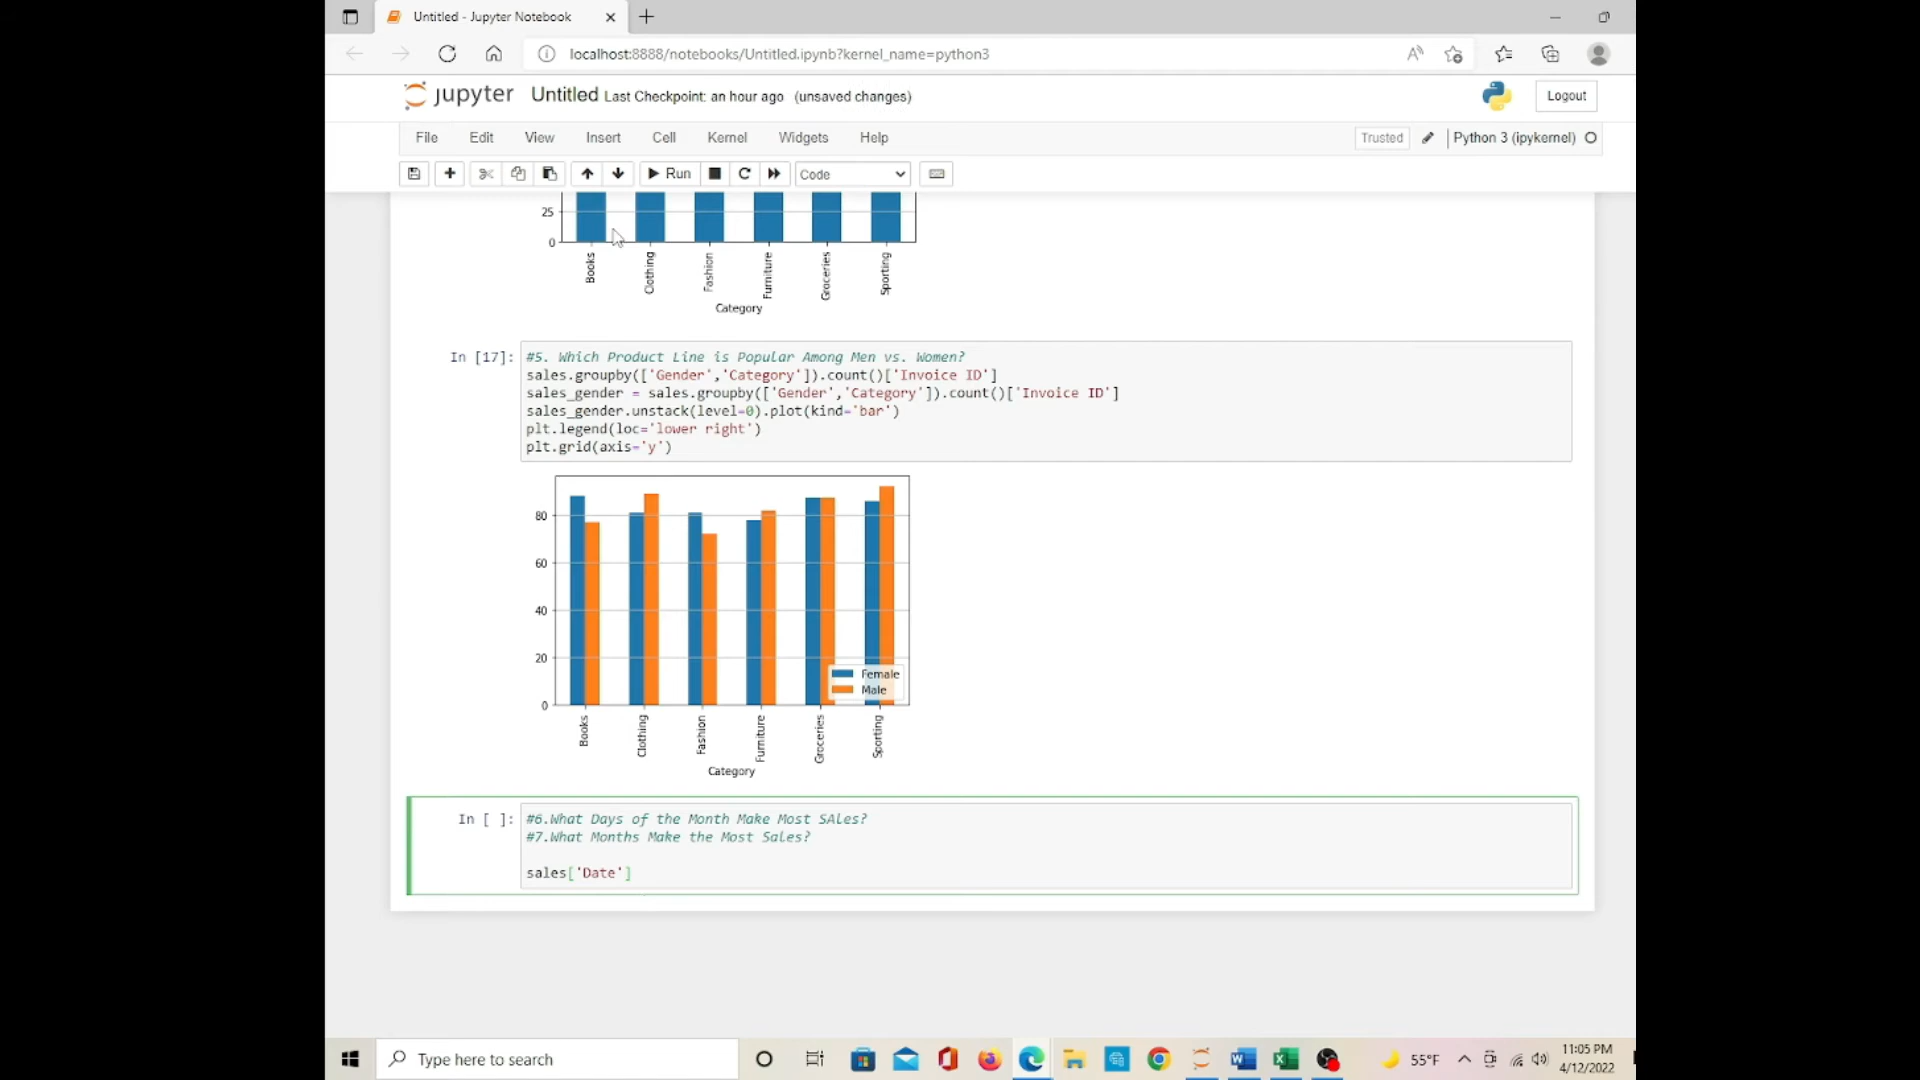 Untitled - Jupyter Notebook
localhost:8888/notebooks/Untitled.ipynb?kernel_name=python3
jupyter Untitled Last Checkpoint: an hour ago (unsaved changes)
Logout
File Edit View Insert Cell Kernel Widgets Help
Trusted Python 3 (ipykernel)
Run Code
25
0
Books Clothing Fashion Furniture Groceries Sporting
Category
In [17]: #5. Which Product Line is Popular Among Men vs. Women?
sales.groupby(['Gender','Category']).count()['Invoice ID']
sales_gender = sales.groupby(['Gender','Category']).count()['Invoice ID']
sales_gender.unstack(level=0).plot(kind='bar')
plt.legend(loc='lower right')
plt.grid(axis='y')
80
60
40
20
0
Female
Male
Books Clothing Fashion Furniture Groceries Sporting
Category
In [ ]: #6.What Days of the Month Make Most SAles?
#7.What Months Make the Most Sales?
sales['Date']
Type here to search
55°F
11:05 PM
4/12/2022